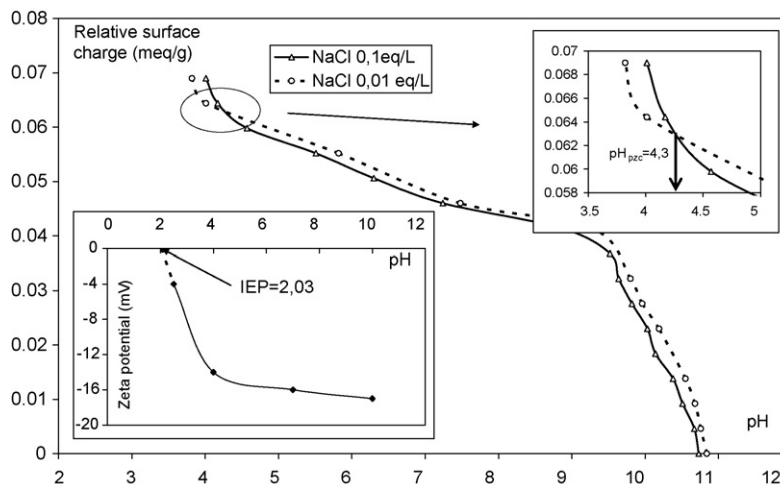 Relative surface
charge (meq/g)
NaCl 0,1eq/L
NaCl 0,01 eq/L
0.08
0.07
0.06
0.05
0.04
0.03
0.02
0.01
0
2 3 4 5 6 7 8 9 10 11 12
pH
0.07
0.068
0.066
0.064
0.062
0.06
0.058
3.5 4 4.5 5
pHpzc=4,3
0 2 4 6 8 10 12
pH
IEP=2,03
Zeta potential (mV)
0
-4
-8
-12
-16
-20